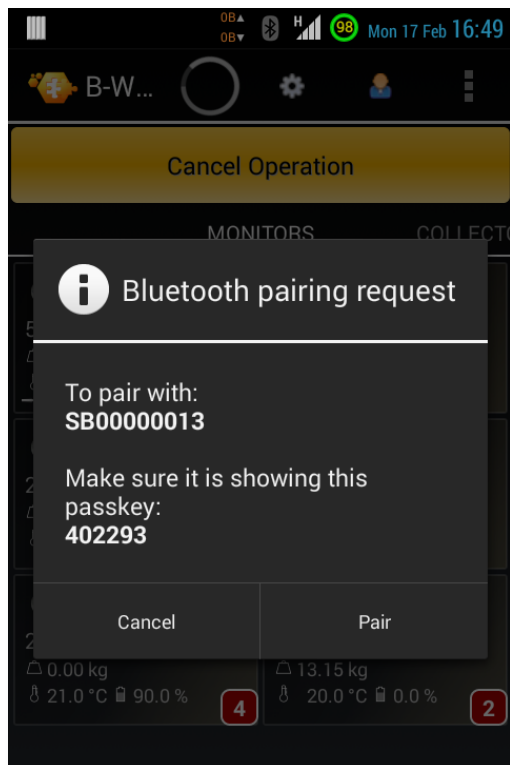 0B▲
0B▼
H
98
Mon 17 Feb 16:49
B-W...
Cancel Operation
MONITORS
COLLECT
Bluetooth pairing request
To pair with:
SB00000013
Make sure it is showing this
passkey:
402293
Cancel
Pair
0.00 kg
21.0 °C 90.0 %
4
13.15 kg
20.0 °C 0.0 %
2